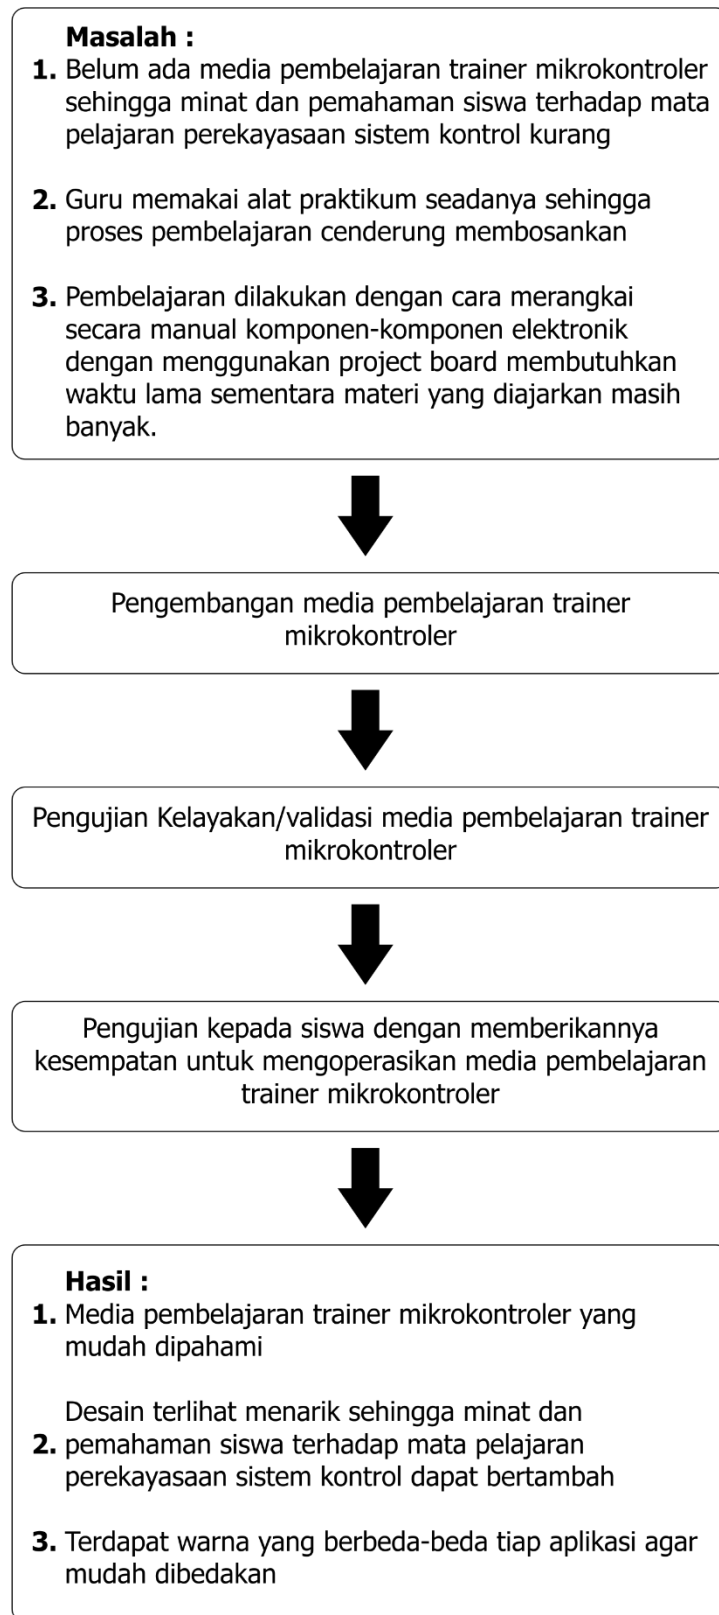 Masalah :
1. Belum ada media pembelajaran trainer mikrokontroler
sehingga minat dan pemahaman siswa terhadap mata
pelajaran perekayasaan sistem kontrol kurang
2. Guru memakai alat praktikum seadanya sehingga
proses pembelajaran cenderung membosankan
3. Pembelajaran dilakukan dengan cara merangkai
secara manual komponen-komponen elektronik
dengan menggunakan project board membutuhkan
waktu lama sementara materi yang diajarkan masih
banyak.
Pengembangan media pembelajaran trainer
mikrokontroler
Pengujian Kelayakan/validasi media pembelajaran trainer
mikrokontroler
Pengujian kepada siswa dengan memberikannya
kesempatan untuk mengoperasikan media pembelajaran
trainer mikrokontroler
Hasil :
1. Media pembelajaran trainer mikrokontroler yang
mudah dipahami
Desain terlihat menarik sehingga minat dan
2. pemahaman siswa terhadap mata pelajaran
perekayasaan sistem kontrol dapat bertambah
3. Terdapat warna yang berbeda-beda tiap aplikasi agar
mudah dibedakan